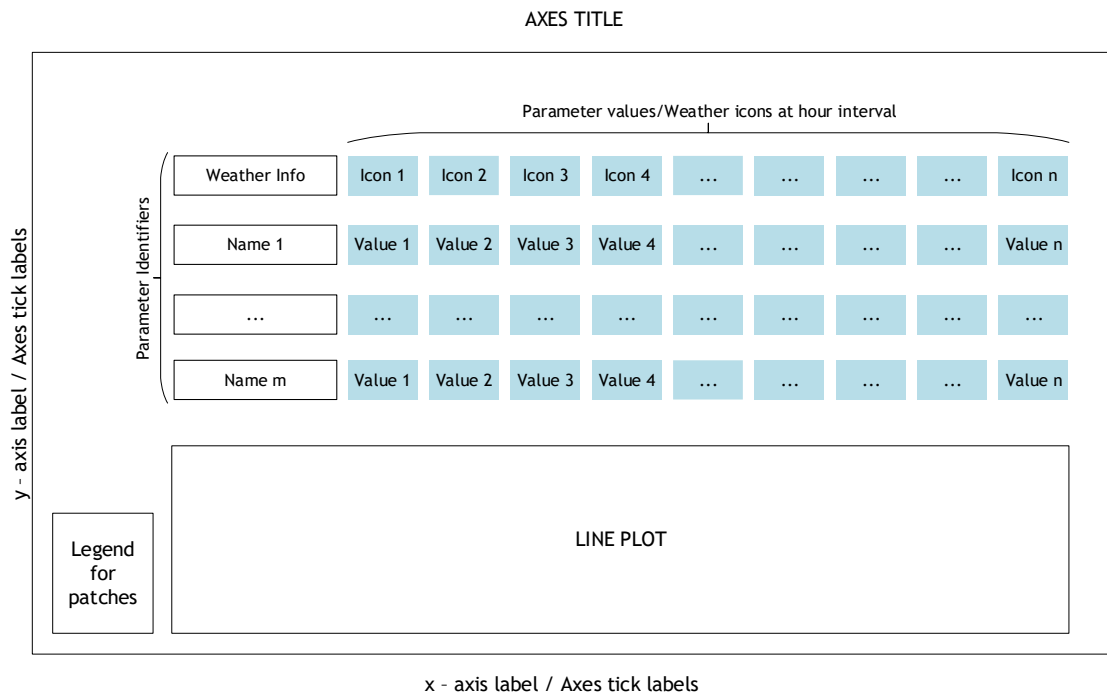 AXES TITLE
Parameter values/Weather icons at hour interval
Weather Info Icon 1 Icon 2 Icon 3 Icon 4 ... ... ... ... Icon n
Name 1 Value 1 Value 2 Value 3 Value 4 ... ... ... ... Value n
... ... ... ... ... ... ... ... ... ...
Name m Value 1 Value 2 Value 3 Value 4 ... ... ... ... Value n
Parameter Identifiers
y - axis label / Axes tick labels
LINE PLOT
Legend
for
patches
x - axis label / Axes tick labels